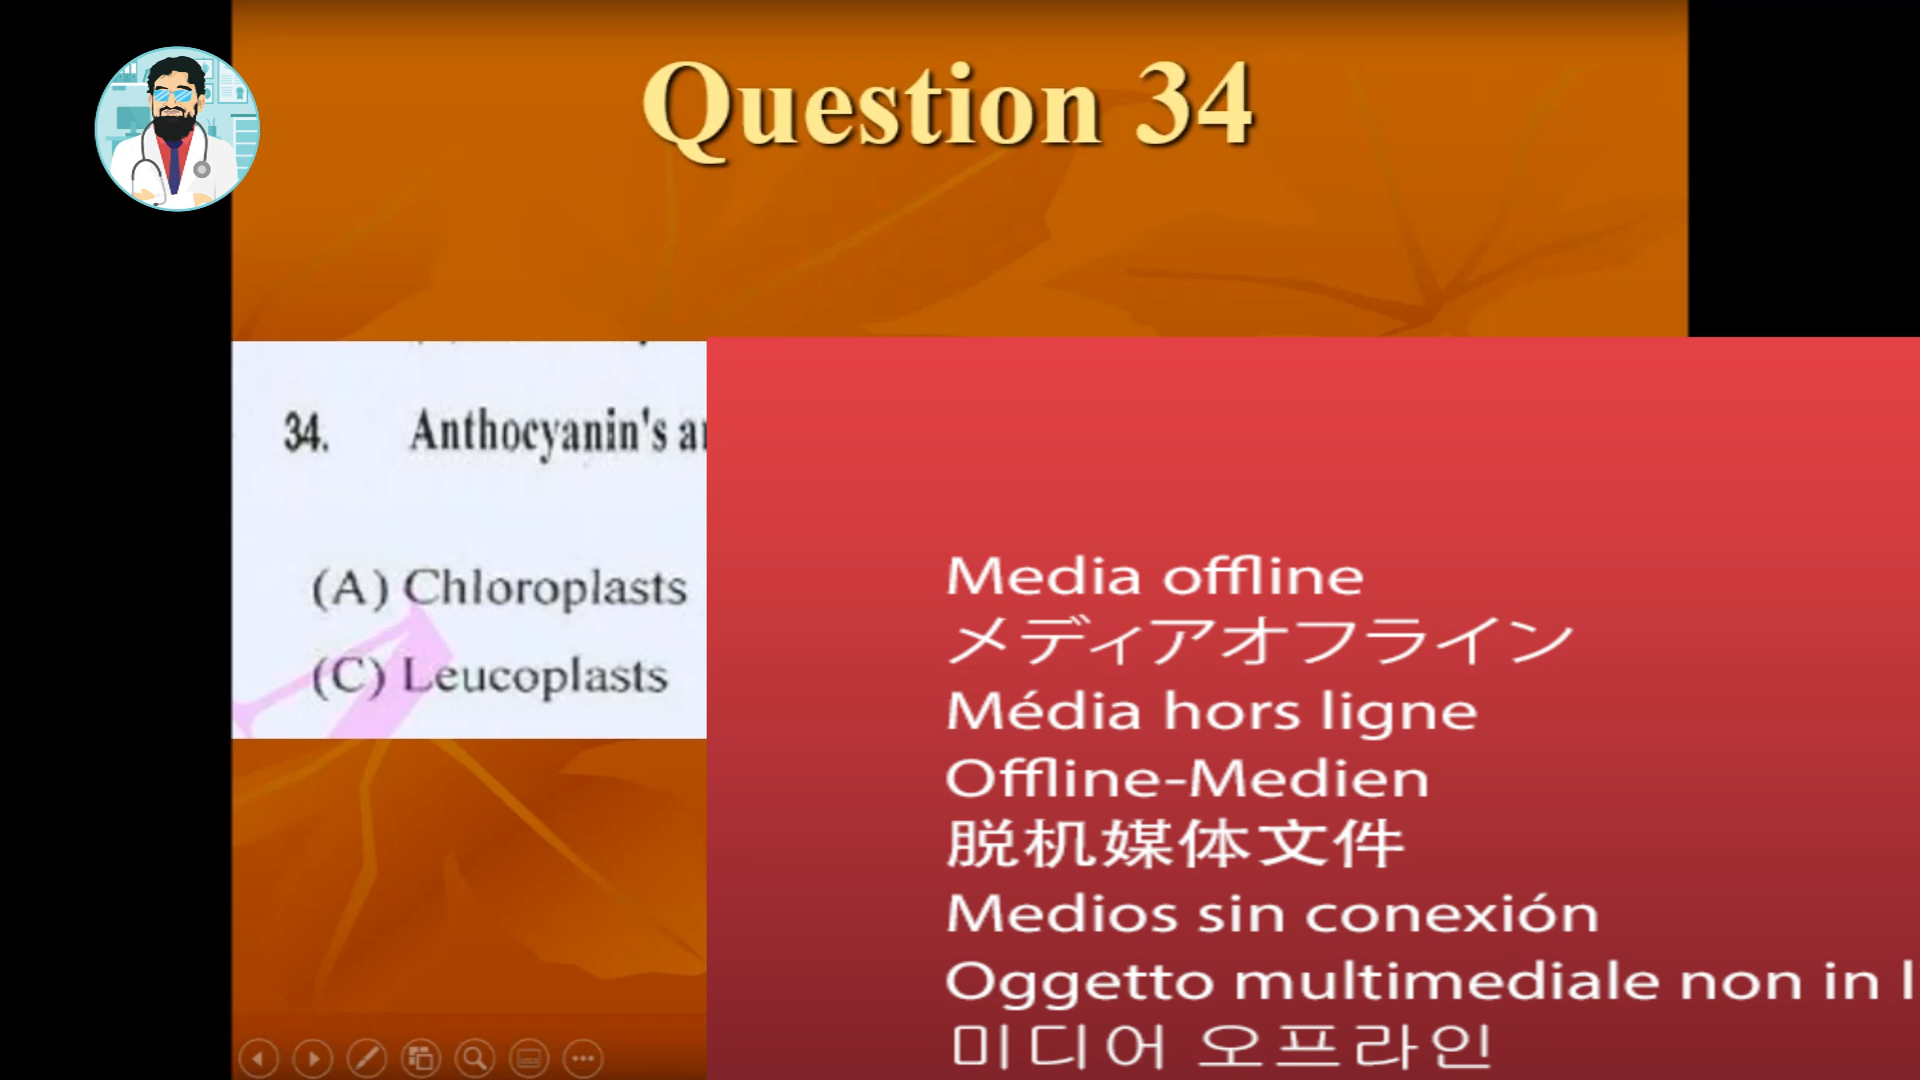 Question 34
34. Anthocyanin's
(A) Chloroplasts
(C) Leucoplasts
Media offline
メディアオフライン
Média hors ligne
Offline-Medien
脱机媒体文件
Medios sin conexión
Oggetto multimediale non in
미디어 오프라인